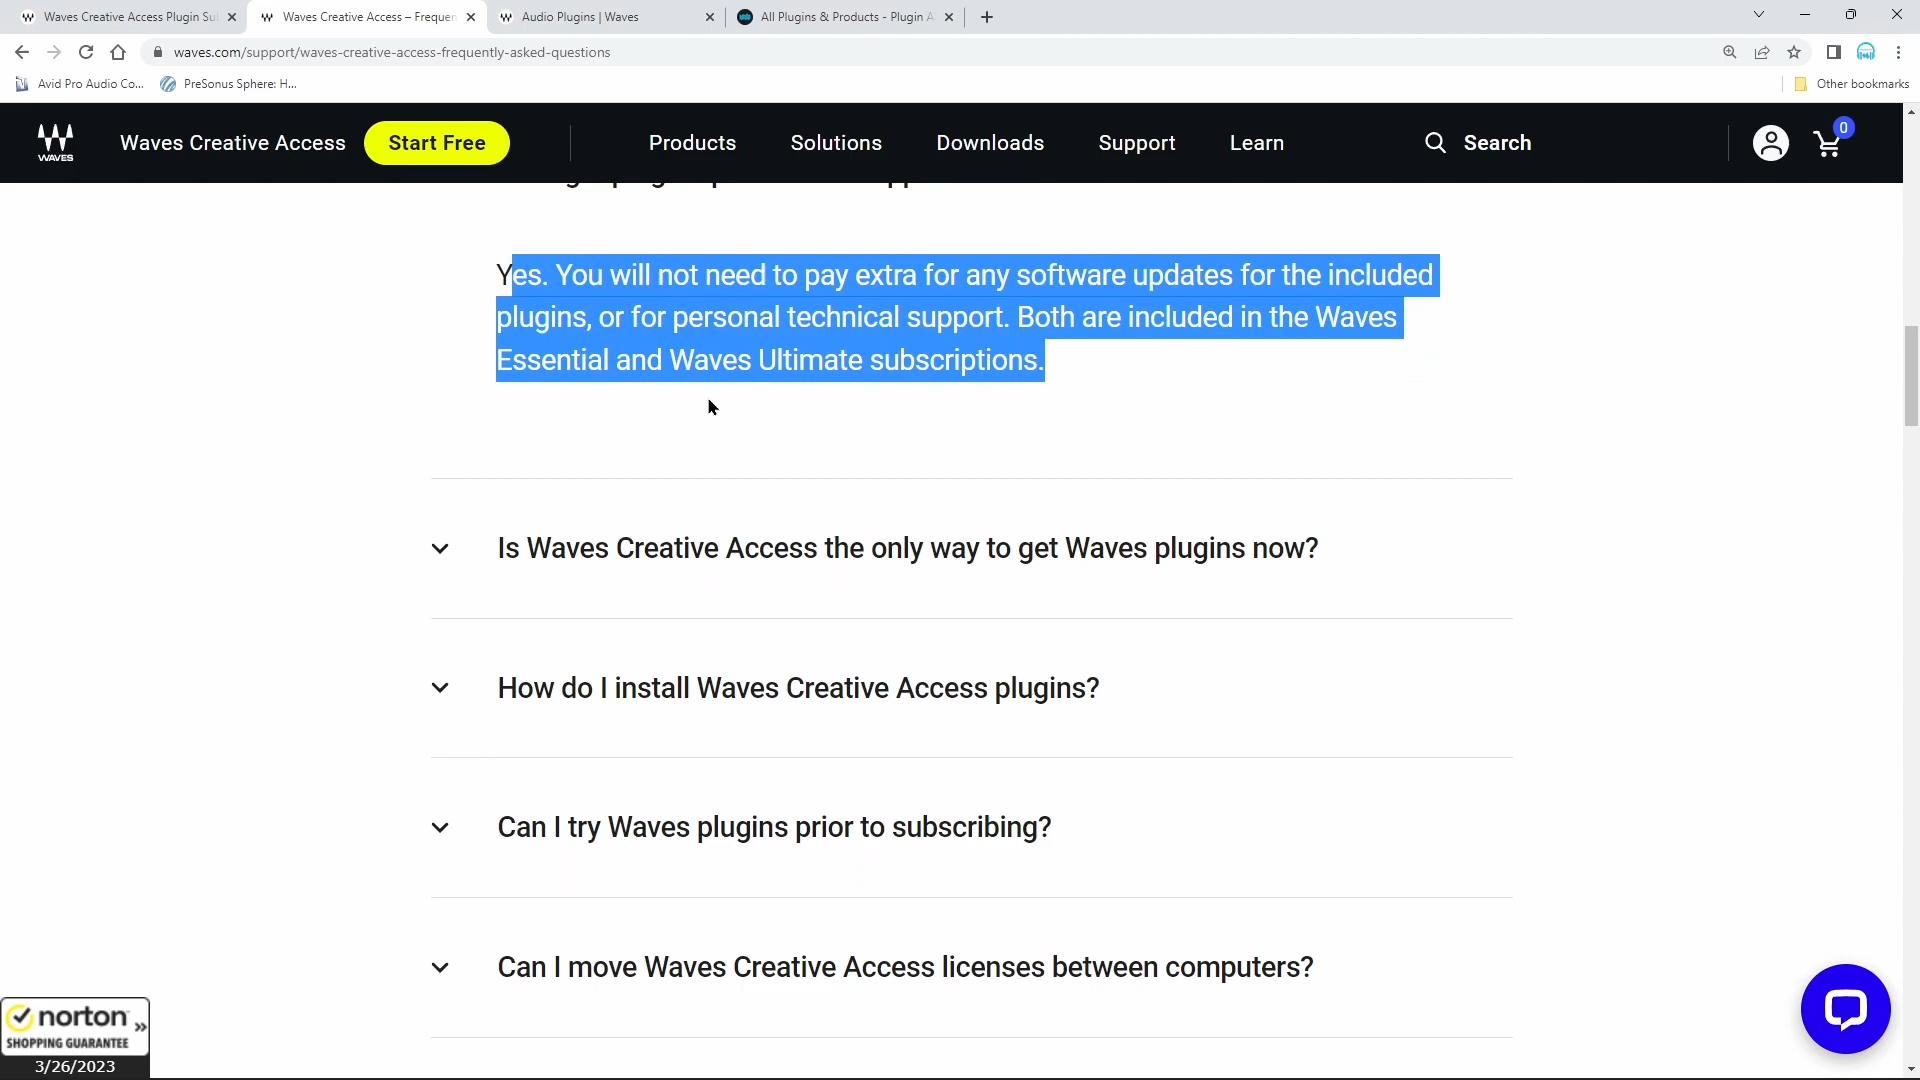 Waves Creative Access Plugin Su
Waves Creative Access – Frequen
Audio Plugins | Waves
All Plugins & Products - Plugin A
waves.com/support/waves-creative-access-frequently-asked-questions
Avid Pro Audio Co...
PreSonus Sphere: H...
Other bookmarks
WAVES
Waves Creative Access
Start Free
Products
Solutions
Downloads
Support
Learn
Search
0
Yes. You will not need to pay extra for any software updates for the included
plugins, or for personal technical support. Both are included in the Waves
Essential and Waves Ultimate subscriptions.
Is Waves Creative Access the only way to get Waves plugins now?
How do I install Waves Creative Access plugins?
Can I try Waves plugins prior to subscribing?
Can I move Waves Creative Access licenses between computers?
norton
SHOPPING GUARANTEE
3/26/2023